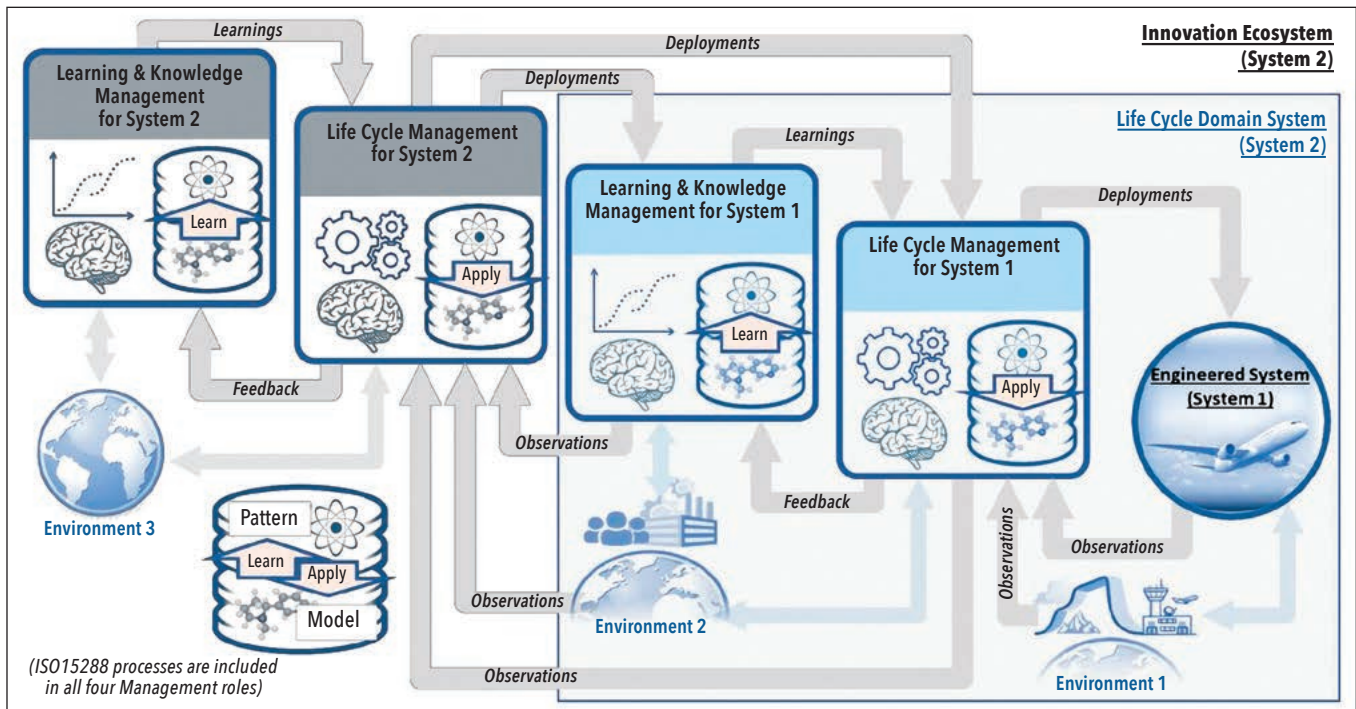 Learnings
Deployments
Innovation Ecosystem
(System 2)
Learning & Knowledge
Management
for System 2
Learn
Deployments
Life Cycle Management
for System 2
Apply
Life Cycle Domain System
(System 2)
Learnings
Learning & Knowledge
Management for System 1
Learn
Deployments
Life Cycle Management
for System 1
Apply
Engineered System
(System 1)
Feedback
Observations
Feedback
Observations
Observations
Environment 3
Pattern
Learn
Apply
Model
Observations
Environment 2
Environment 1
Observations
(ISO15288 processes are included
in all four Management roles)